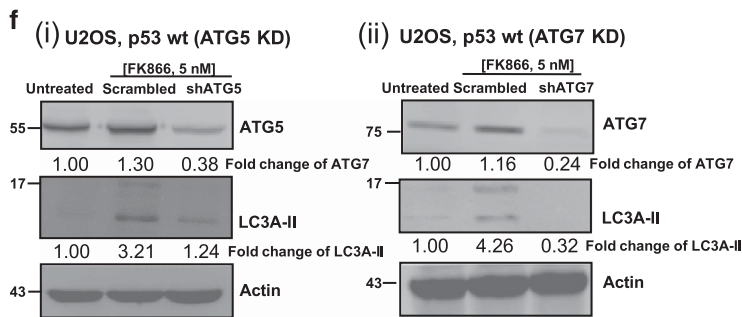 f
(i) U2OS, p53 wt (ATG5 KD)
[FK866, 5 nM]
Untreated Scrambled shATG5
55
ATG5
1.00 1.30 0.38 Fold change of ATG7
17
LC3A-II
1.00 3.21 1.24 Fold change of LC3A-II
43
Actin
(ii) U2OS, p53 wt (ATG7 KD)
[FK866, 5 nM]
Untreated Scrambled shATG7
75
ATG7
1.00 1.16 0.24 Fold change of ATG7
17
LC3A-II
1.00 4.26 0.32 Fold change of LC3A-II
43
Actin